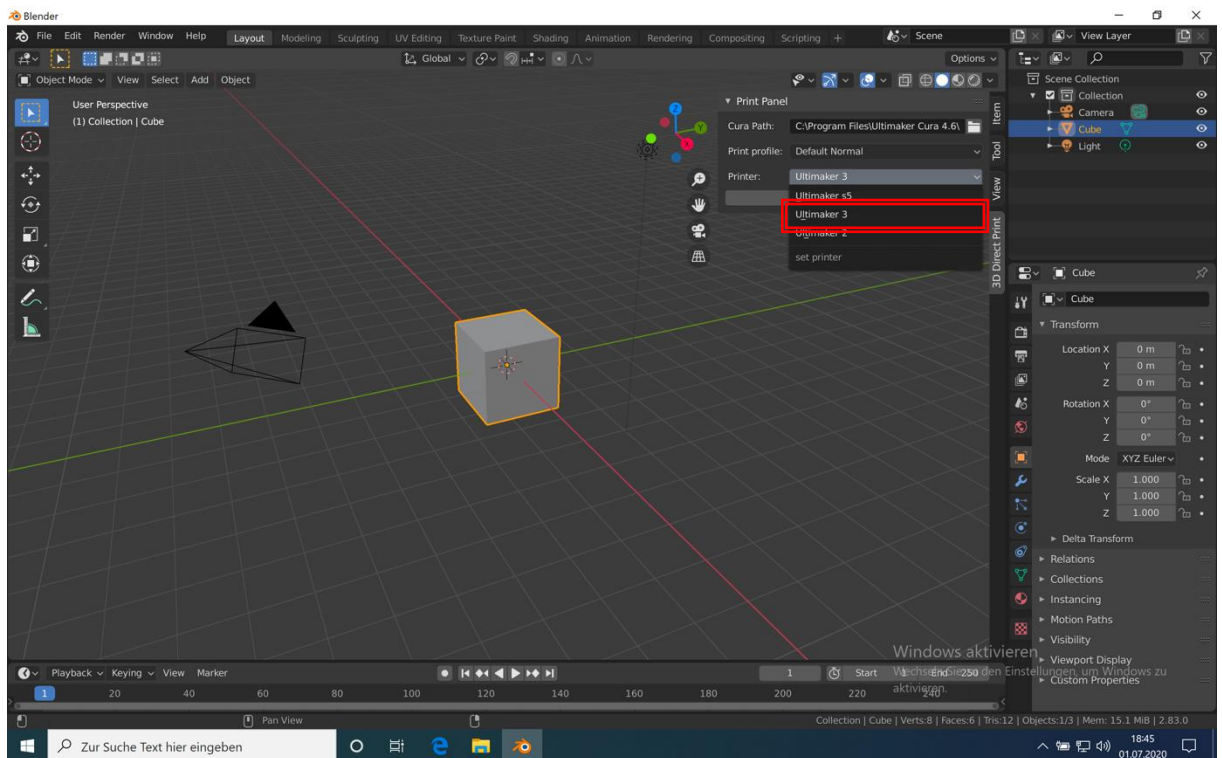 Blender
File Edit Render Window Help Layout Modeling Sculpting UV Editing Texture Paint Shading Animation Rendering Compositing Scripting + Scene View Layer
Global Options
Object Mode View Select Add Object
User Perspective
(1) Collection | Cube
X
Y
Z
Print Panel
Cura Path: C:\Program Files\Ultimaker Cura 4.6\
Print profile: Default Normal
Printer: Ultimaker 3
Ultimaker s5
Ultimaker 3
Ultimaker 2
set printer
Item
Tool
View
3D Direct Print
Scene Collection
Collection
Camera
Cube
Light
Cube
Cube
Transform
Location X 0 m
Y 0 m
Z 0 m
Rotation X 0°
Y 0°
Z 0°
Mode XYZ Euler
Scale X 1.000
Y 1.000
Z 1.000
Delta Transform
Relations
Collections
Instancing
Motion Paths
Visibility
Viewport Display
Custom Properties
Windows aktivieren
Wechseln Sie zu den Einstellungen, um Windows zu
aktivieren.
Playback Keying View Marker 1 Start 1 End 250
1 20 40 60 80 100 120 140 160 180 200 220 240
Pan View Collection | Cube | Verts:8 | Faces:6 | Tris:12 | Objects:1/3 | Mem: 15.1 MiB | 2.83.0
Zur Suche Text hier eingeben
18:45
01.07.2020